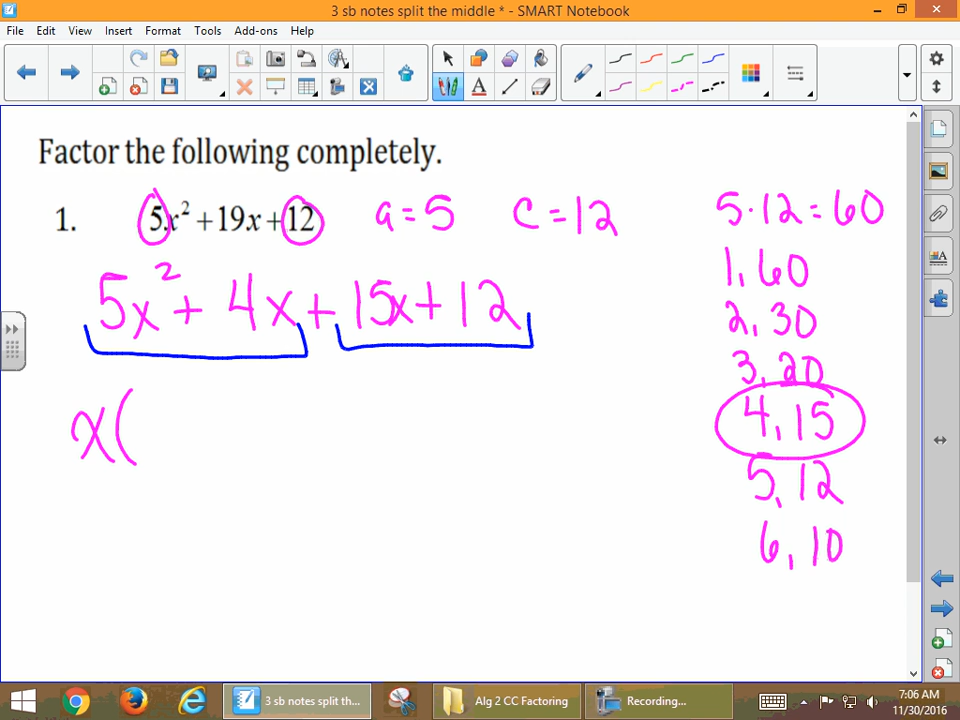 3 sb notes split the middle * - SMART Notebook
File Edit View Insert Format Tools Add-ons Help
Factor the following completely.
1. 5x² + 19x + 12 a = 5 c = 12 5 · 12 = 60
1, 60
5x² + 4x + 15x + 12
2, 30
3, 20
x( 4, 15
5, 12
6, 10
3 sb notes split th... Alg 2 CC Factoring Recording... 7:06 AM
11/30/2016